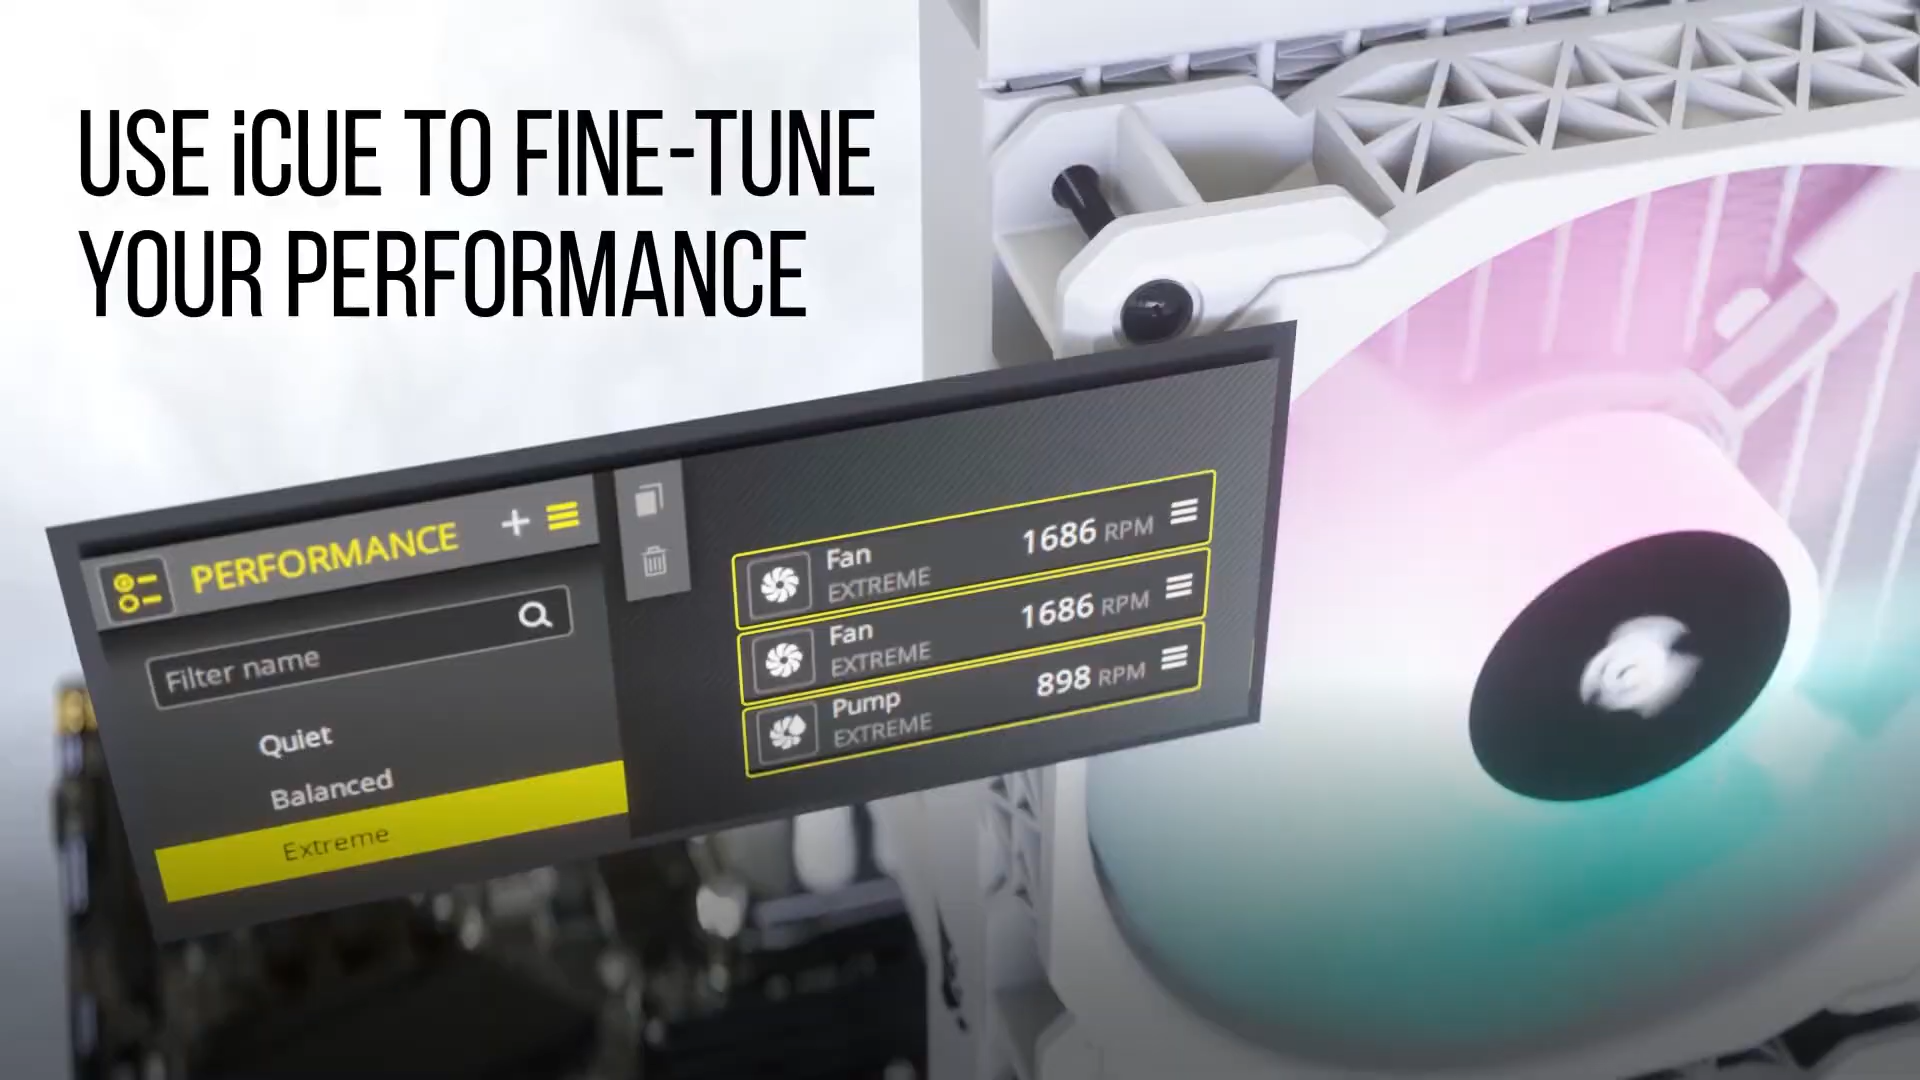 USE iCUE TO FINE-TUNE
YOUR PERFORMANCE
PERFORMANCE
Filter name
Quiet
Balanced
Extreme
Fan
EXTREME
1686 RPM
Fan
EXTREME
1686 RPM
Pump
EXTREME
898 RPM